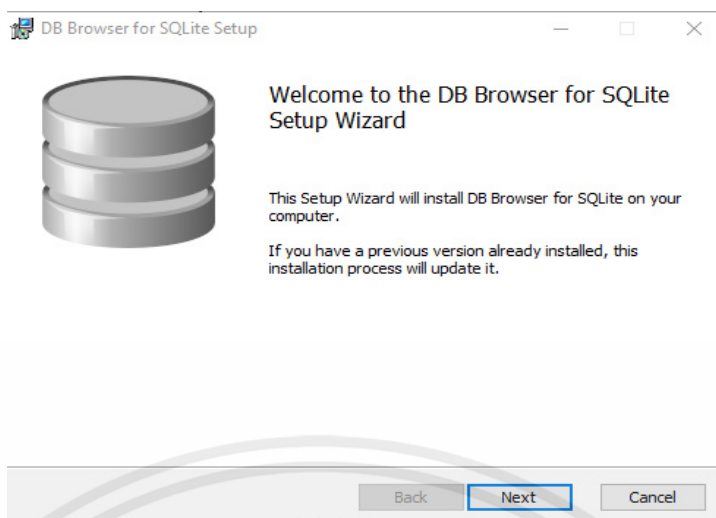 DB Browser for SQLite Setup
Welcome to the DB Browser for SQLite
Setup Wizard
This Setup Wizard will install DB Browser for SQLite on your
computer.
If you have a previous version already installed, this
installation process will update it.
Back Next Cancel